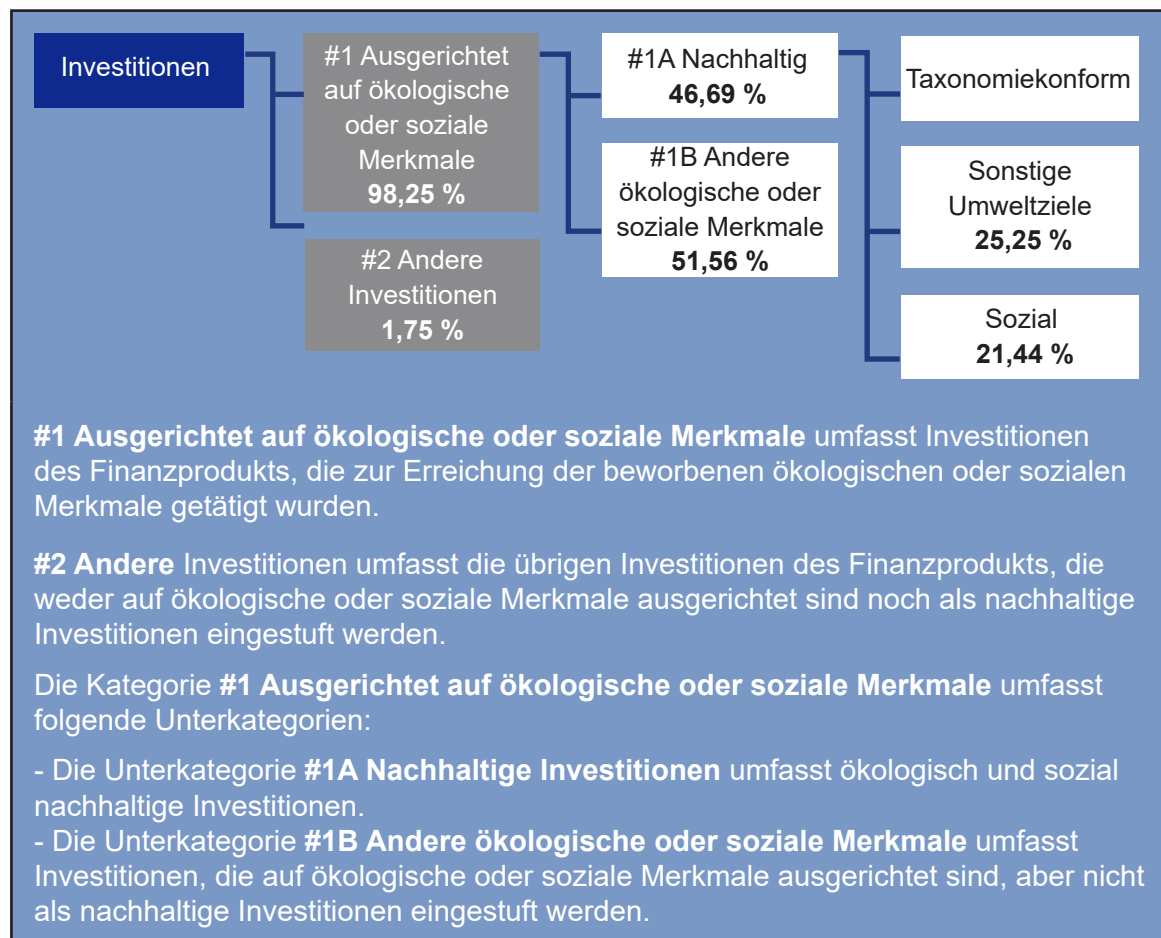 Investitionen
#1 Ausgerichtet
auf ökologische
oder soziale
Merkmale
98,25 %
#2 Andere
Investitionen
1,75 %
#1A Nachhaltig
46,69 %
#1B Andere
ökologische oder
soziale Merkmale
51,56 %
Taxonomiekonform
Sonstige
Umweltziele
25,25 %
Sozial
21,44 %
#1 Ausgerichtet auf ökologische oder soziale Merkmale umfasst Investitionen
des Finanzprodukts, die zur Erreichung der beworbenen ökologischen oder sozialen
Merkmale getätigt wurden.
#2 Andere Investitionen umfasst die übrigen Investitionen des Finanzprodukts, die
weder auf ökologische oder soziale Merkmale ausgerichtet sind noch als nachhaltige
Investitionen eingestuft werden.
Die Kategorie #1 Ausgerichtet auf ökologische oder soziale Merkmale umfasst
folgende Unterkategorien:
- Die Unterkategorie #1A Nachhaltige Investitionen umfasst ökologisch und sozial
nachhaltige Investitionen.
- Die Unterkategorie #1B Andere ökologische oder soziale Merkmale umfasst
Investitionen, die auf ökologische oder soziale Merkmale ausgerichtet sind, aber nicht
als nachhaltige Investitionen eingestuft werden.